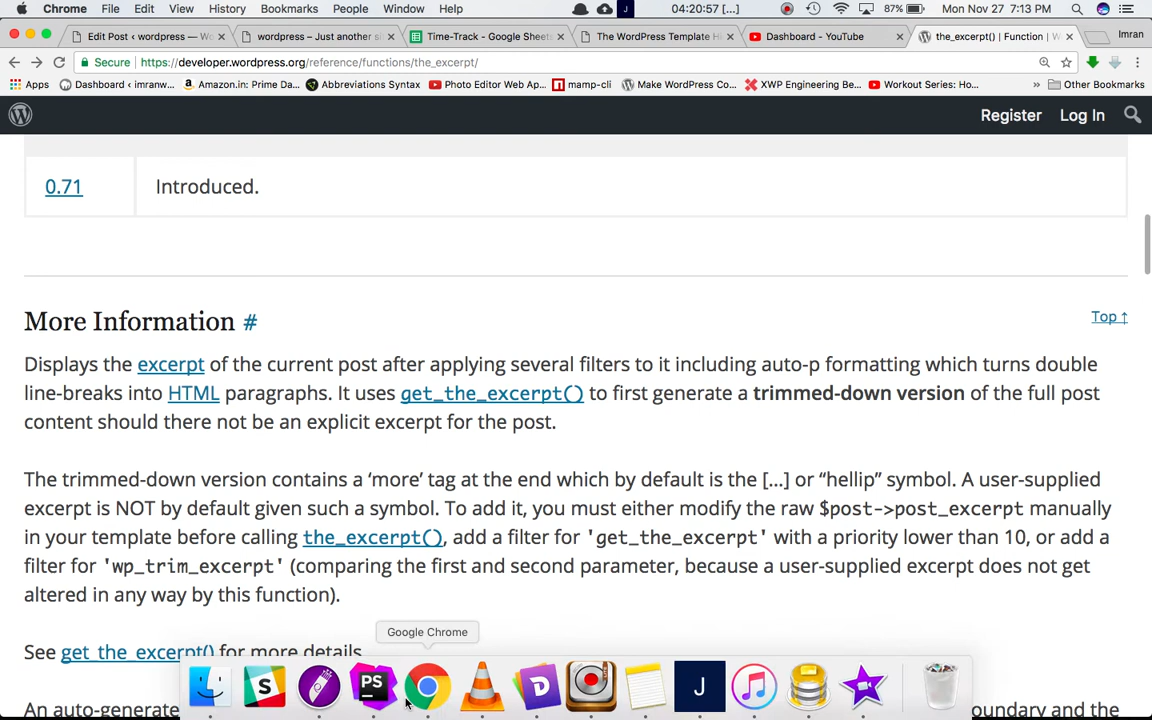 Chrome File Edit View History Bookmarks People Window Help J 04:20:57 [...] 87% Mon Nov 27 7:13 PM
Edit Post ‹ wordpress — Wo × wordpress – Just another si × Time-Track - Google Sheets × The WordPress Template Hi × Dashboard - YouTube × the_excerpt() | Function | W × Imran
Secure | https://developer.wordpress.org/reference/functions/the_excerpt/
Apps Dashboard ‹ imranw... Amazon.in: Prime Da... Abbreviations Syntax Photo Editor Web Ap... mamp-cli Make WordPress Co... XWP Engineering Be... Workout Series: Ho... » Other Bookmarks
Register Log In
0.71 Introduced.
More Information # Top ↑
Displays the excerpt of the current post after applying several filters to it including auto-p formatting which turns double
line-breaks into HTML paragraphs. It uses get_the_excerpt() to first generate a trimmed-down version of the full post
content should there not be an explicit excerpt for the post.
The trimmed-down version contains a ‘more’ tag at the end which by default is the [...] or “hellip” symbol. A user-supplied
excerpt is NOT by default given such a symbol. To add it, you must either modify the raw $post->post_excerpt manually
in your template before calling the_excerpt(), add a filter for 'get_the_excerpt' with a priority lower than 10, or add a
filter for 'wp_trim_excerpt' (comparing the first and second parameter, because a user-supplied excerpt does not get
altered in any way by this function).
Google Chrome
See get_the_excerpt() for more details.
S PS D J
An auto-generate oundary and the